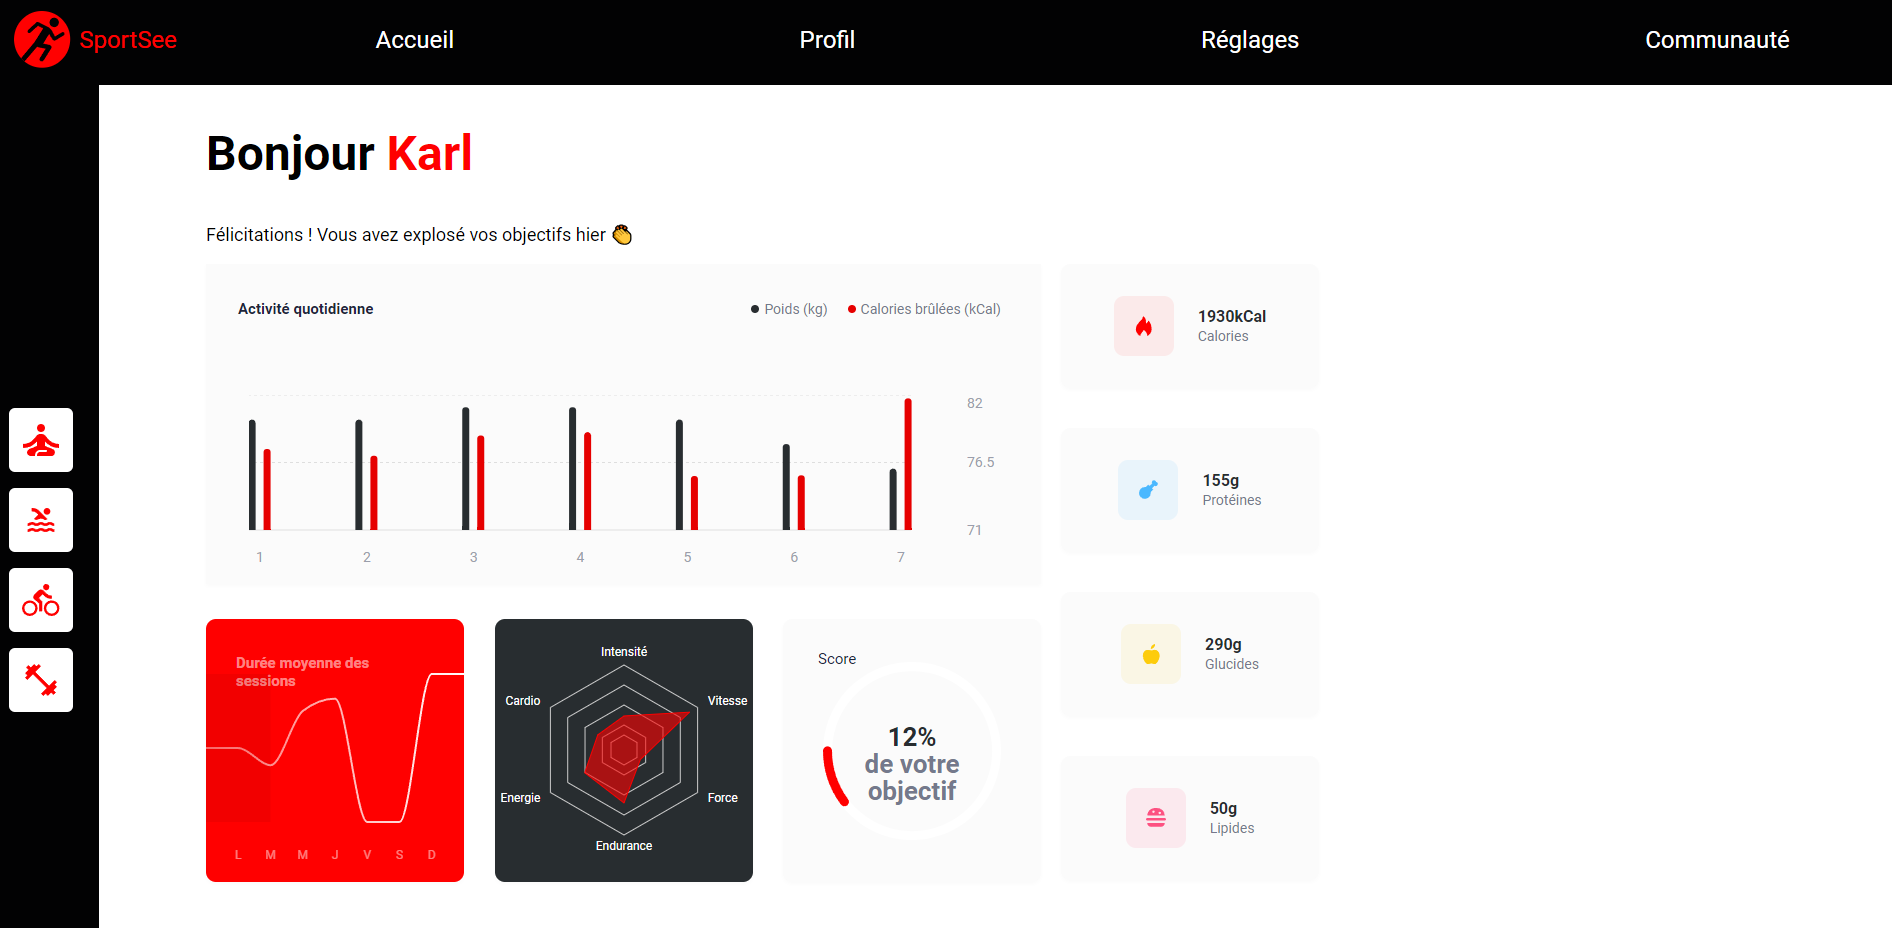 SportSee
Accueil
Profil
Réglages
Communauté
Bonjour Karl
Félicitations ! Vous avez explosé vos objectifs hier 👏
Activité quotidienne
Poids (kg)
Calories brûlées (kCal)
82
76.5
71
1 2 3 4 5 6 7
1930kCal
Calories
155g
Protéines
290g
Glucides
50g
Lipides
Durée moyenne des
sessions
L M M J V S D
Intensité
Vitesse
Force
Endurance
Energie
Cardio
Score
12%
de votre
objectif